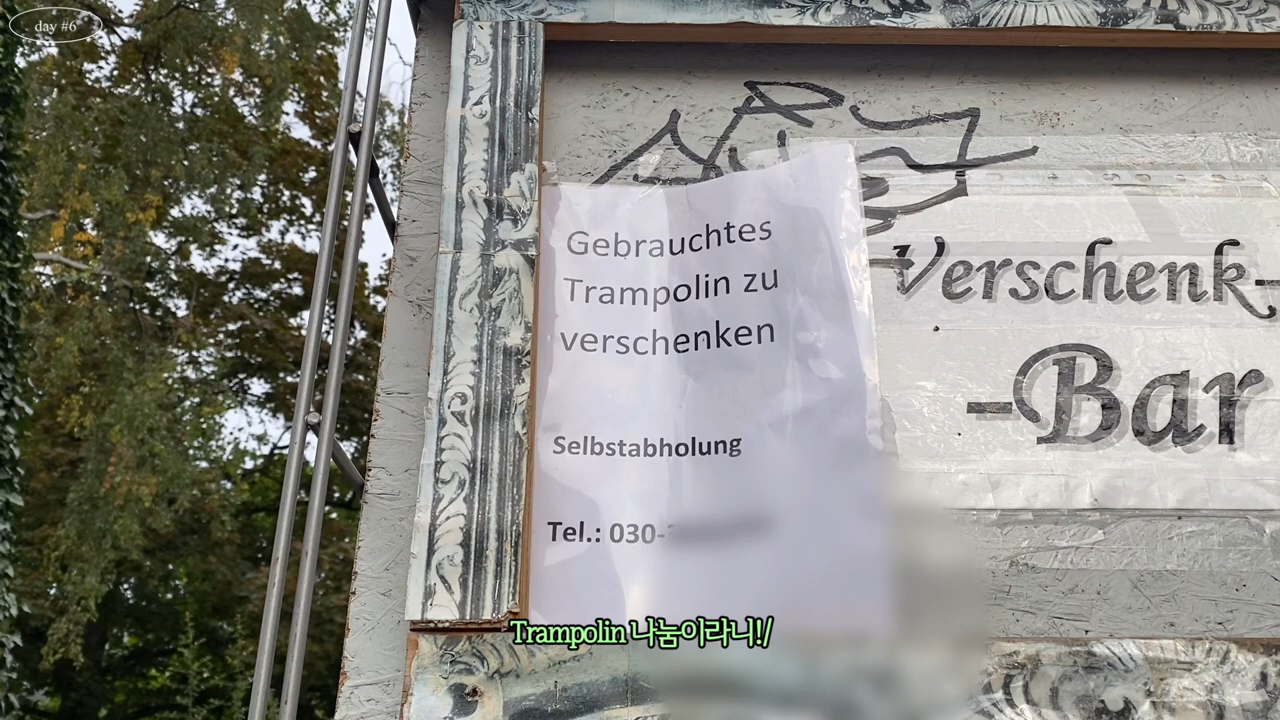 day #6
Gebrauchtes
Trampolin zu
verschenken
Selbstabholung
Tel.: 030-
Verschenk-
-Bar
Trampolin 나눔이라니!/